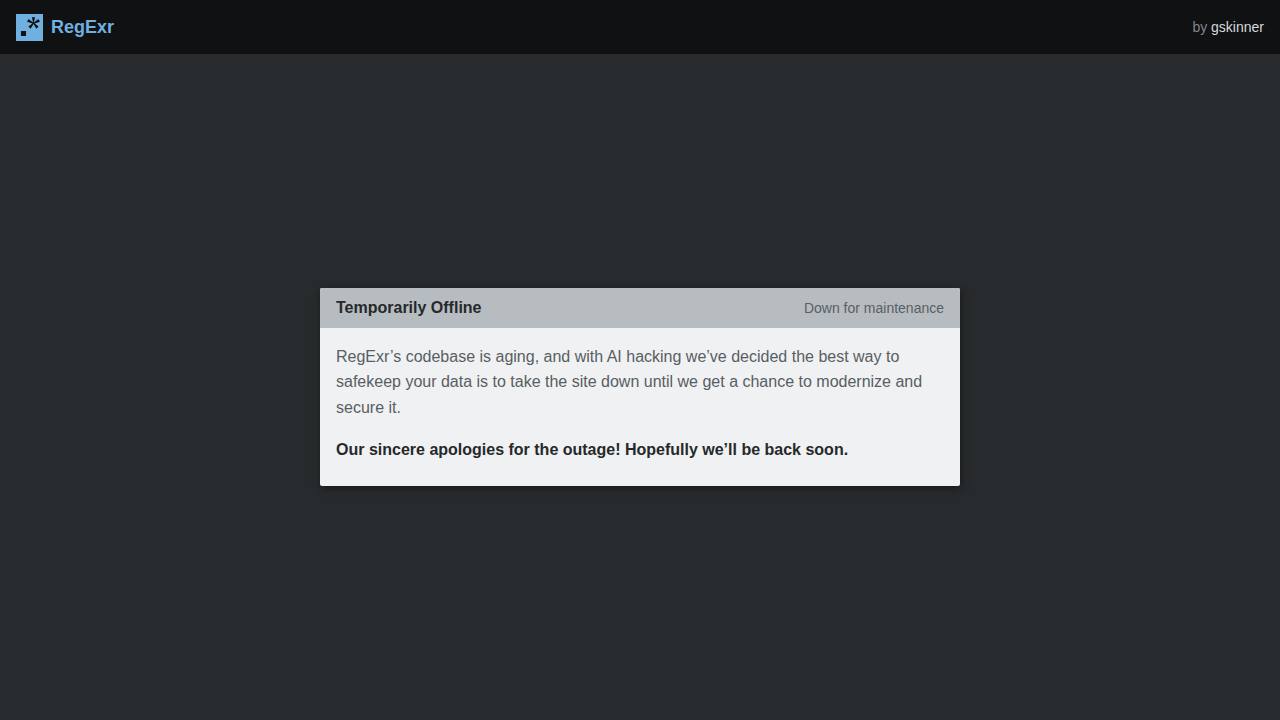 RegExr
by gskinner
Temporarily Offline
Down for maintenance
RegExr’s codebase is aging, and with AI hacking we’ve decided the best way to
safekeep your data is to take the site down until we get a chance to modernize and
secure it.
Our sincere apologies for the outage! Hopefully we’ll be back soon.